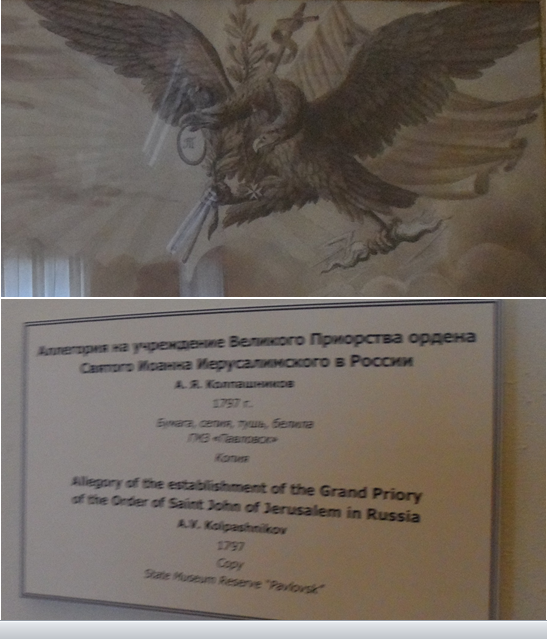 Аллегория на учреждение Великого Приорства ордена
Святого Иоанна Иерусалимского в России
А. Я. Колпашников
1797 г.
Бумага, сепия, тушь, белила
ГМЗ «Павловск»
Копия
Allegory of the establishment of the Grand Priory
of the Order of Saint John of Jerusalem in Russia
A.Y. Kolpashnikov
1797
Copy
State Museum Reserve "Pavlovsk"